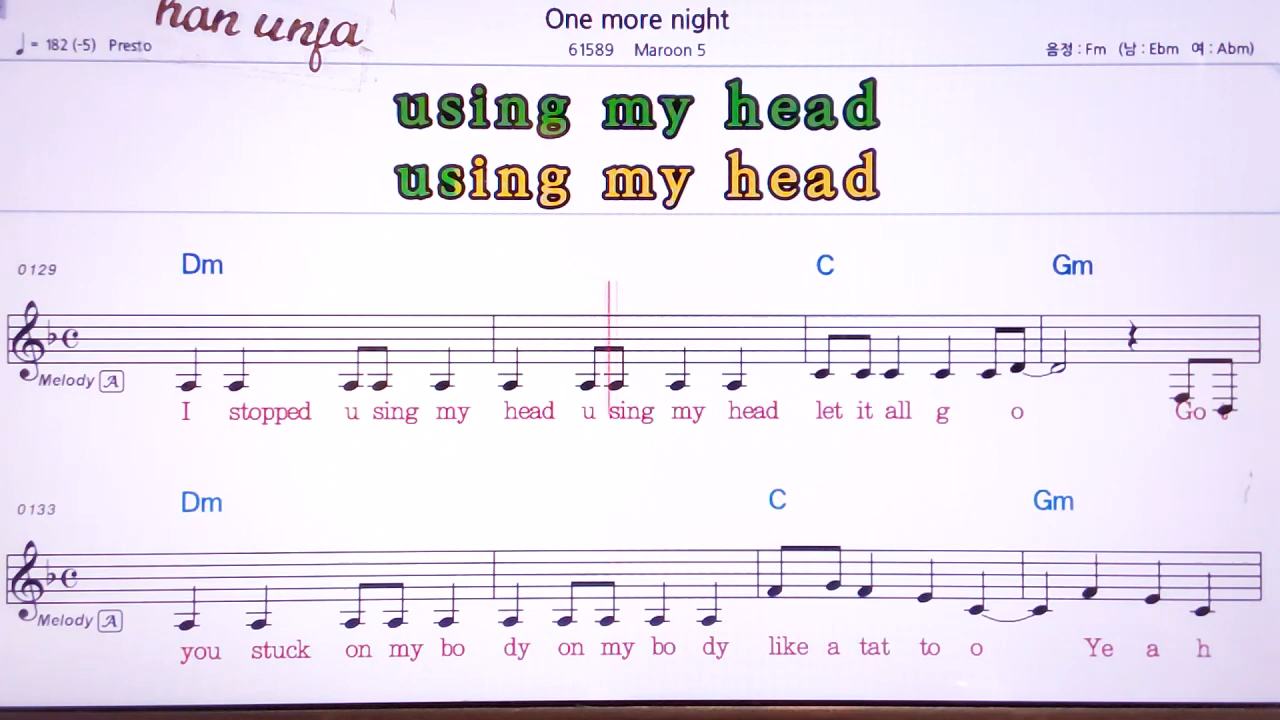 han unfa
One more night
♩ = 182 (-5) Presto
61589 Maroon 5
음정 : Fm (남 : Ebm 여 : Abm)
using my head
using my head
0129
Dm C Gm
Melody A
I stopped u sing my head u sing my head let it all g o Go t
0133
Dm C Gm
Melody A
you stuck on my bo dy on my bo dy like a tat to o Ye a h